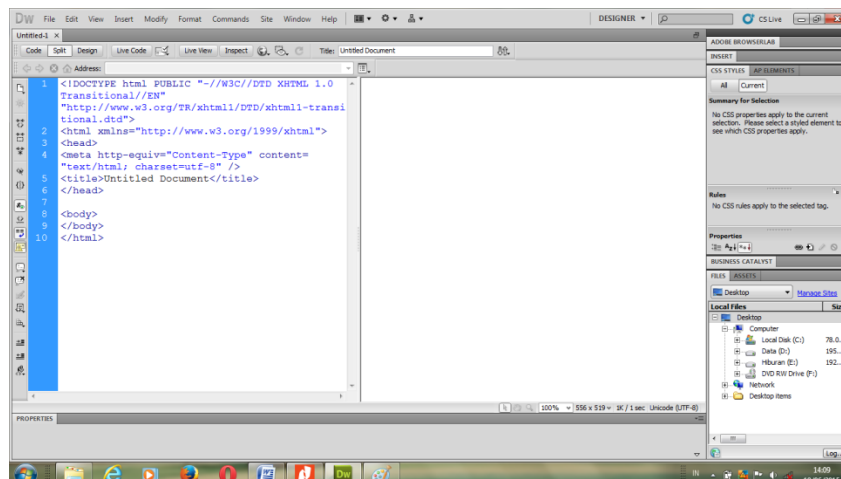 DW File Edit View Insert Modify Format Commands Site Window Help DESIGNER CS Live
Untitled-1 ×
Code Split Design Live Code Live View Inspect Title: Untitled Document
Address:
1 <!DOCTYPE html PUBLIC "-//W3C//DTD XHTML 1.0
Transitional//EN"
"http://www.w3.org/TR/xhtml1/DTD/xhtml1-transi
tional.dtd">
2 <html xmlns="http://www.w3.org/1999/xhtml">
3 <head>
4 <meta http-equiv="Content-Type" content=
"text/html; charset=utf-8" />
5 <title>Untitled Document</title>
6 </head>
7
8 <body>
9 </body>
10 </html>
100% 556 x 519 1K / 1 sec Unicode (UTF-8)
PROPERTIES
ADOBE BROWSERLAB
INSERT
CSS STYLES AP ELEMENTS
All Current
Summary for Selection
No CSS properties apply to the current
selection. Please select a styled element to
see which CSS properties apply.
Rules
No CSS rules apply to the selected tag.
Properties
BUSINESS CATALYST
FILES ASSETS
Desktop Manage Sites
Local Files Siz
Desktop
Computer
Local Disk (C:) 78.0..
Data (D:) 195..
Hiburan (E:) 192..
DVD RW Drive (F:)
Network
Desktop items
Log..
Dw IN 14:09